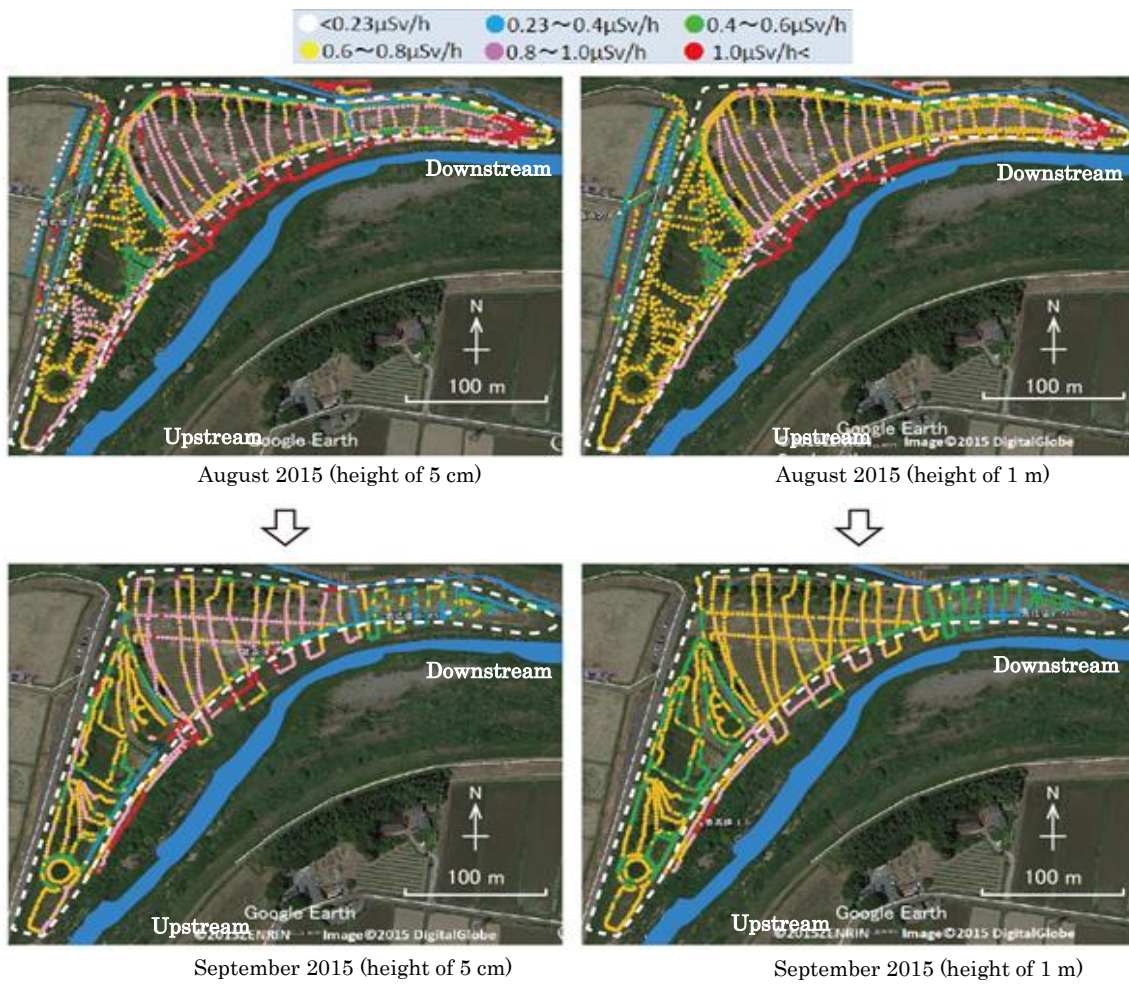 <0.23μSv/h 0.23～0.4μSv/h 0.4～0.6μSv/h
0.6～0.8μSv/h 0.8～1.0μSv/h 1.0μSv/h<
Downstream
N
100 m
Upstream
Google Earth
August 2015 (height of 5 cm)
Downstream
N
100 m
Upstream
Google Earth
Image©2015 DigitalGlobe
August 2015 (height of 1 m)
Downstream
N
100 m
Google Earth
Upstream
©2015ZENRIN Image©2015 DigitalGlobe
September 2015 (height of 5 cm)
Downstream
N
100 m
Google Earth
Upstream
©2015ZENRIN Image©2015 DigitalGlobe
September 2015 (height of 1 m)